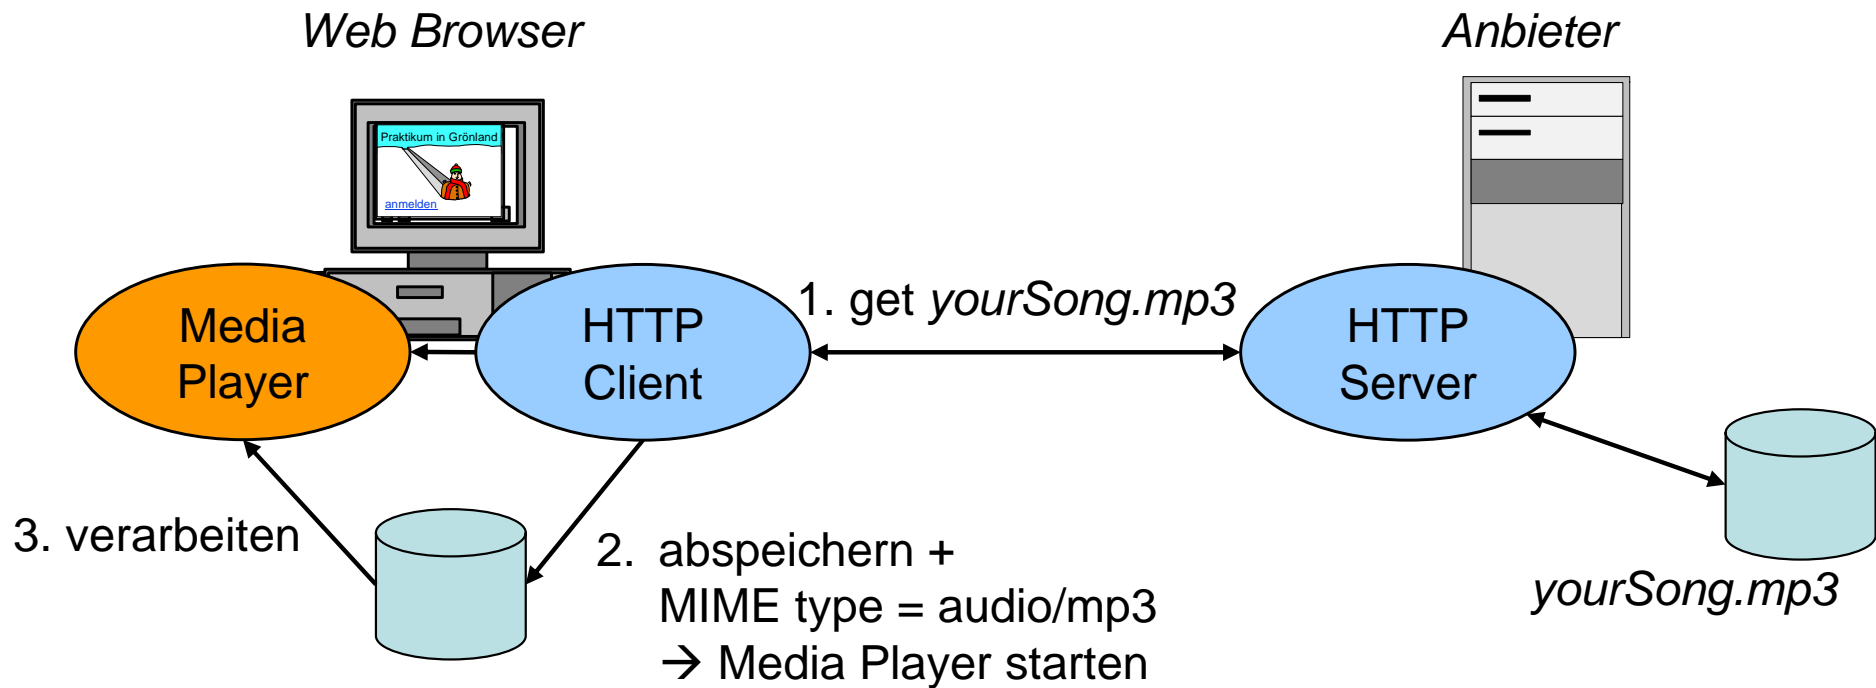 Web Browser
Anbieter
Praktikum in Grönland
anmelden
Media
Player
HTTP
Client
1. get yourSong.mp3
HTTP
Server
3. verarbeiten
2. abspeichern +
MIME type = audio/mp3
→ Media Player starten
yourSong.mp3